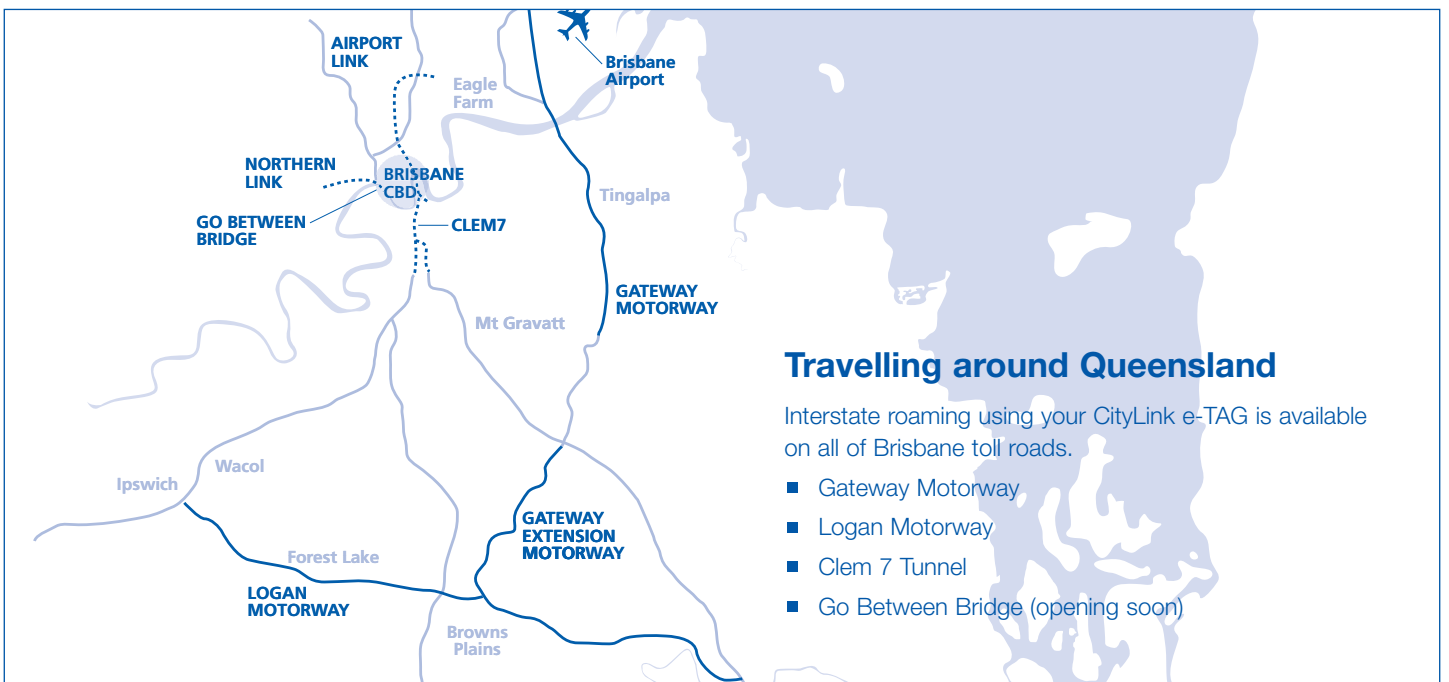 AIRPORT
LINK
Brisbane
Airport
Eagle
Farm
NORTHERN
LINK
BRISBANE
CBD
Tingalpa
GO BETWEEN
BRIDGE
CLEM7
GATEWAY
MOTORWAY
Mt Gravatt
Travelling around Queensland
Interstate roaming using your CityLink e-TAG is available
on all of Brisbane toll roads.
Gateway Motorway
Logan Motorway
Clem 7 Tunnel
Go Between Bridge (opening soon)
Wacol
Ipswich
GATEWAY
EXTENSION
MOTORWAY
Forest Lake
LOGAN
MOTORWAY
Browns
Plains